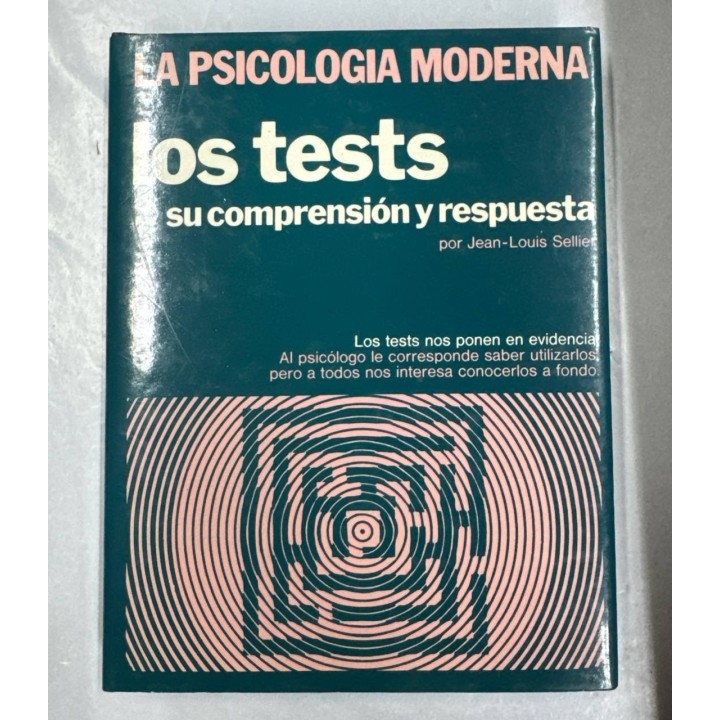 LA PSICOLOGIA MODERNA
los tests
su comprensión y respuesta
por Jean-Louis Sellier
Los tests nos ponen en evidencia.
Al psicólogo le corresponde saber utilizarlos,
pero a todos nos interesa conocerlos a fondo.